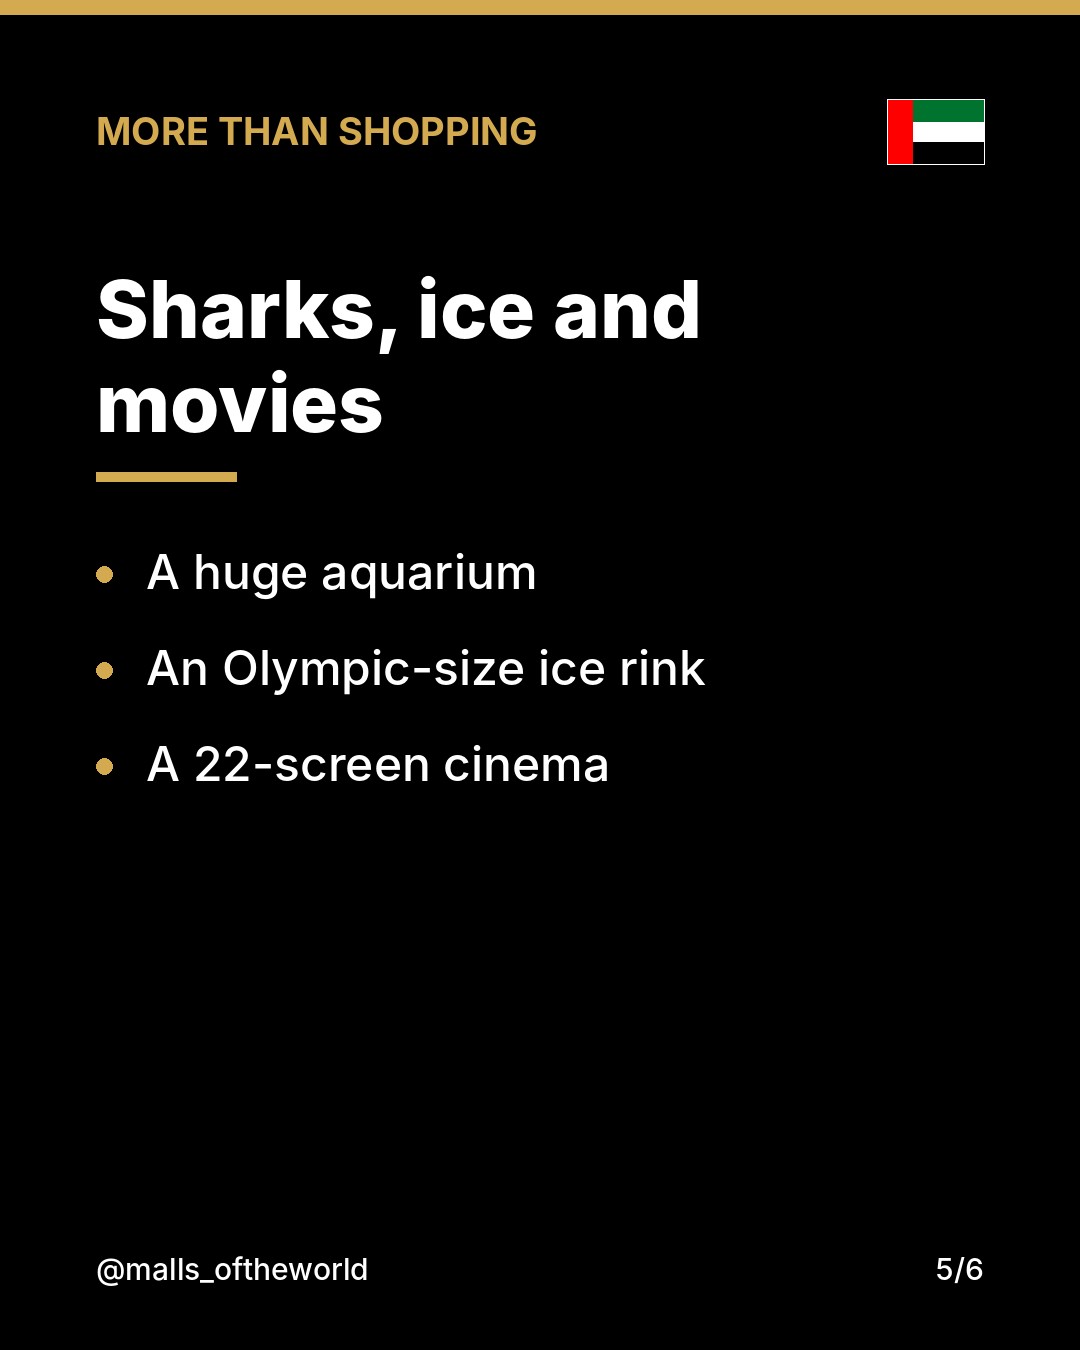 MORE THAN SHOPPING
Sharks, ice and
movies
A huge aquarium
An Olympic-size ice rink
A 22-screen cinema
@malls_oftheworld
5/6